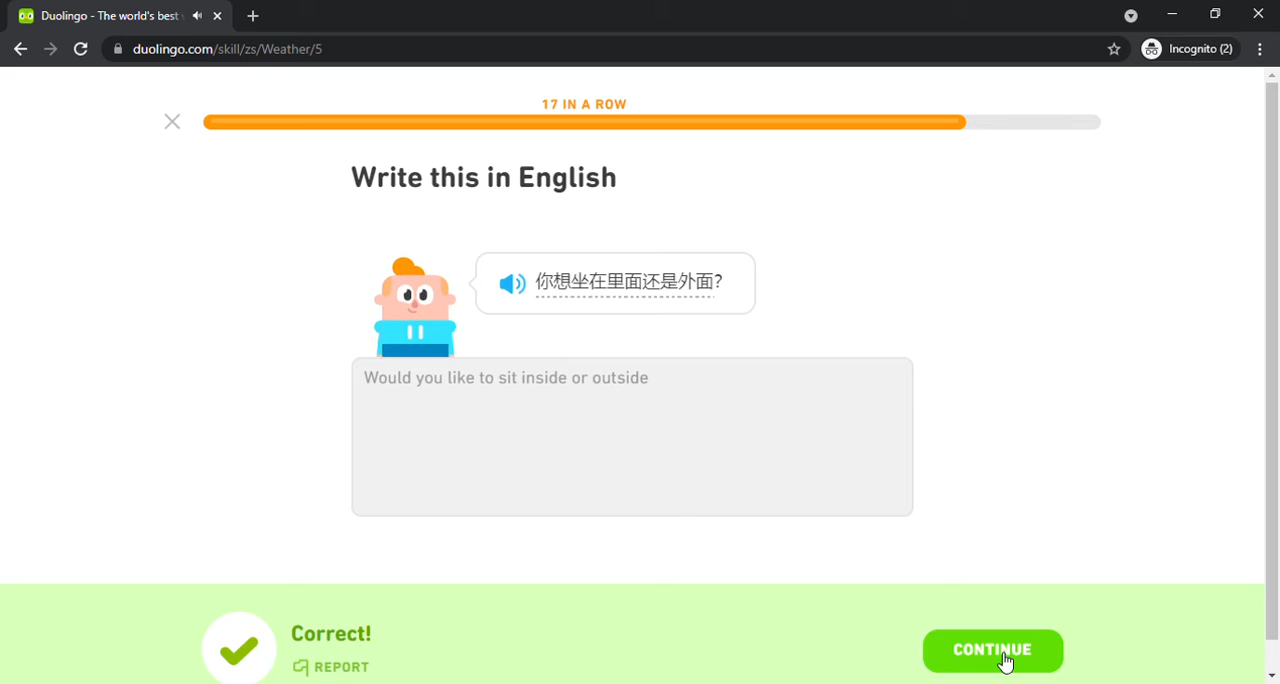 Duolingo - The world's best
duolingo.com/skill/zs/Weather/5
Incognito (2)
17 IN A ROW
Write this in English
你想坐在里面还是外面?
Would you like to sit inside or outside
Correct!
REPORT
CONTINUE